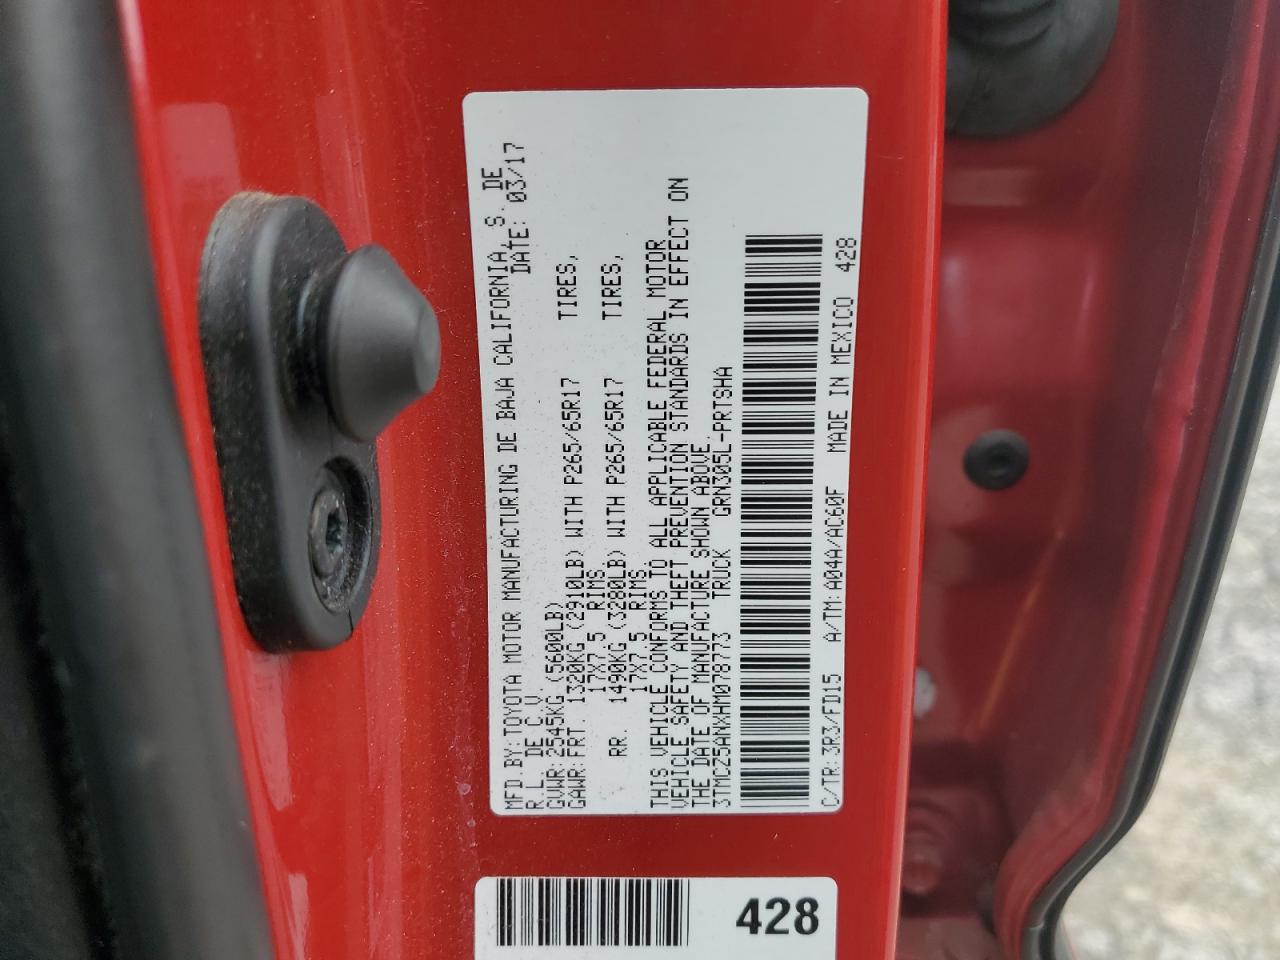 MFD.BY:TOYOTA MOTOR MANUFACTURING DE BAJA CALIFORNIA, S. DE
R.L. DE C.V. DATE: 03/17
GVWR:2545KG (5600LB)
GAWR:FRT. 1320KG (2910LB) WITH P265/65R17 TIRES,
17X7.5 RIMS,
RR. 1490KG (3280LB) WITH P265/65R17 TIRES,
17X7.5 RIMS.
THIS VEHICLE CONFORMS TO ALL APPLICABLE FEDERAL MOTOR
VEHICLE SAFETY AND THEFT PREVENTION STANDARDS IN EFFECT ON
THE DATE OF MANUFACTURE SHOWN ABOVE.
3TMCZ5ANXHM078773 TRUCK GRN305L-PRTSHA
C/TR:3R3/FD15 A/TM:A04A/AC60F MADE IN MEXICO 428
428